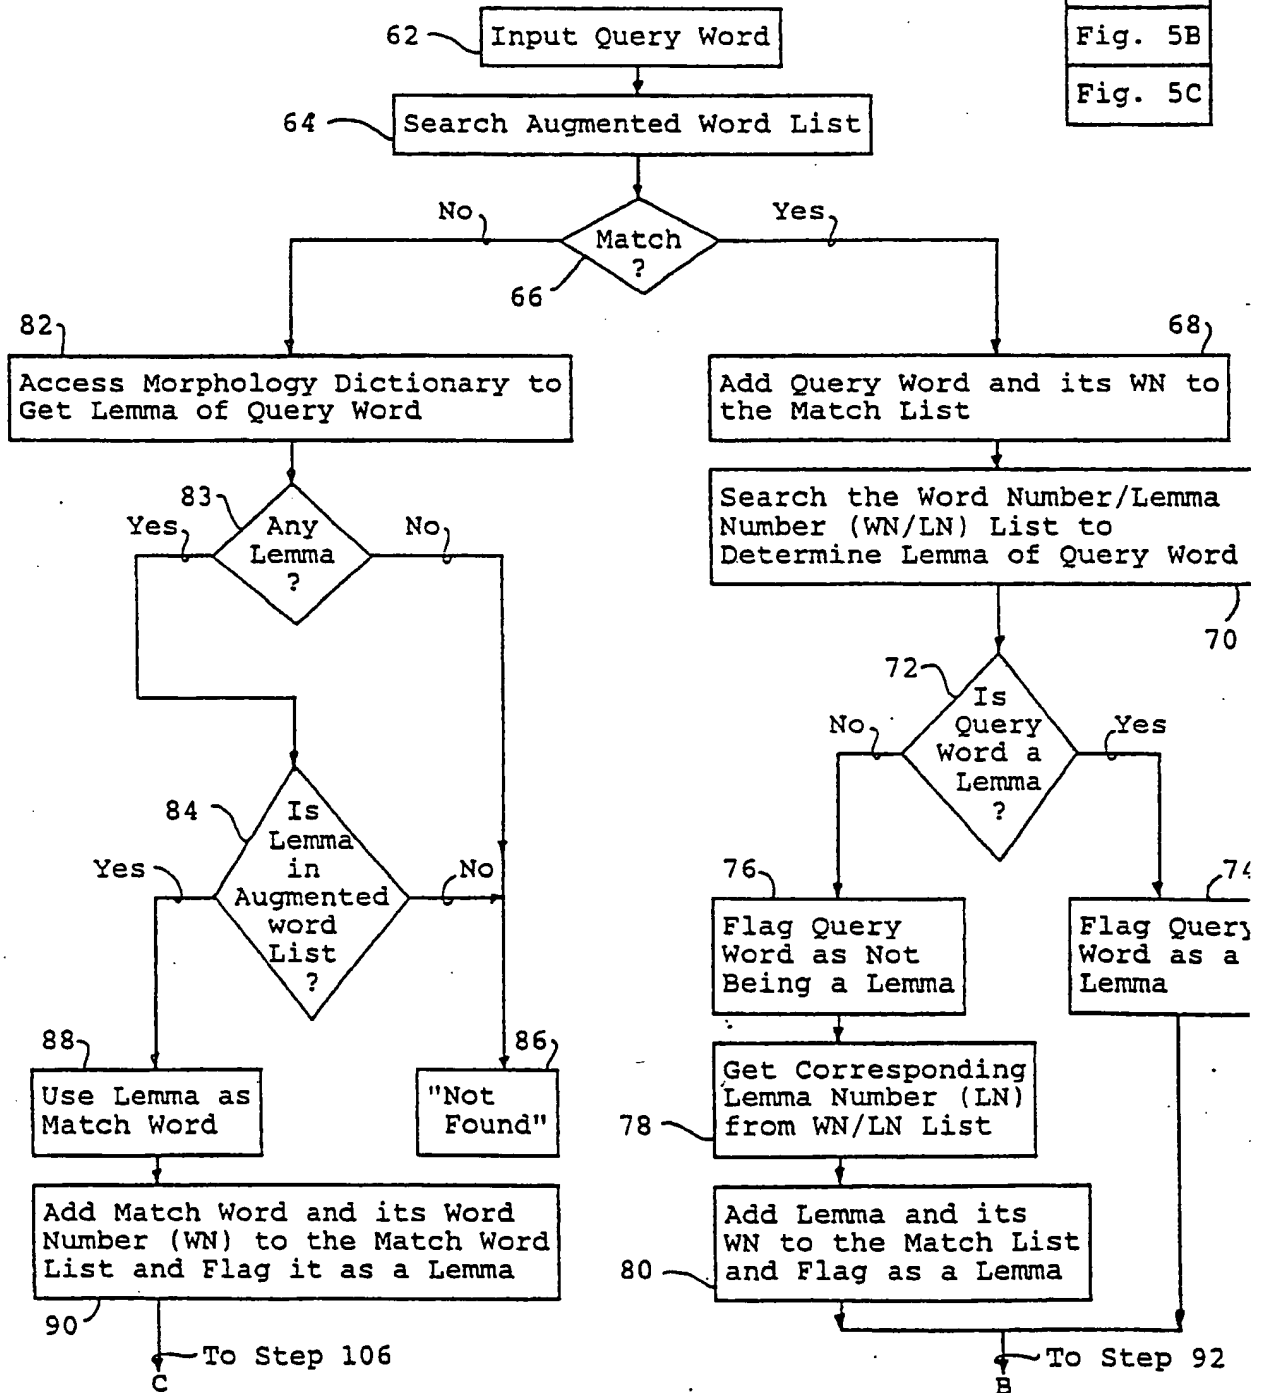 Fig. 5B
Fig. 5C
62
Input Query Word
64
Search Augmented Word List
No
Yes
Match
?
66
82
68
Access Morphology Dictionary to
Get Lemma of Query Word
Add Query Word and its WN to
the Match List
83
Any
Lemma
?
Yes
No
Search the Word Number/Lemma
Number (WN/LN) List to
Determine Lemma of Query Word
70
72
Is
Query
Word a
Lemma
?
No
Yes
84
Is
Lemma
in
Augmented
word
List
?
Yes
No
76
74
Flag Query
Word as Not
Being a Lemma
Flag Query
Word as a
Lemma
88
Use Lemma as
Match Word
86
"Not
Found"
Get Corresponding
Lemma Number (LN)
from WN/LN List
78
Add Match Word and its Word
Number (WN) to the Match Word
List and Flag it as a Lemma
90
Add Lemma and its
WN to the Match List
and Flag as a Lemma
80
To Step 106
C
To Step 92
B